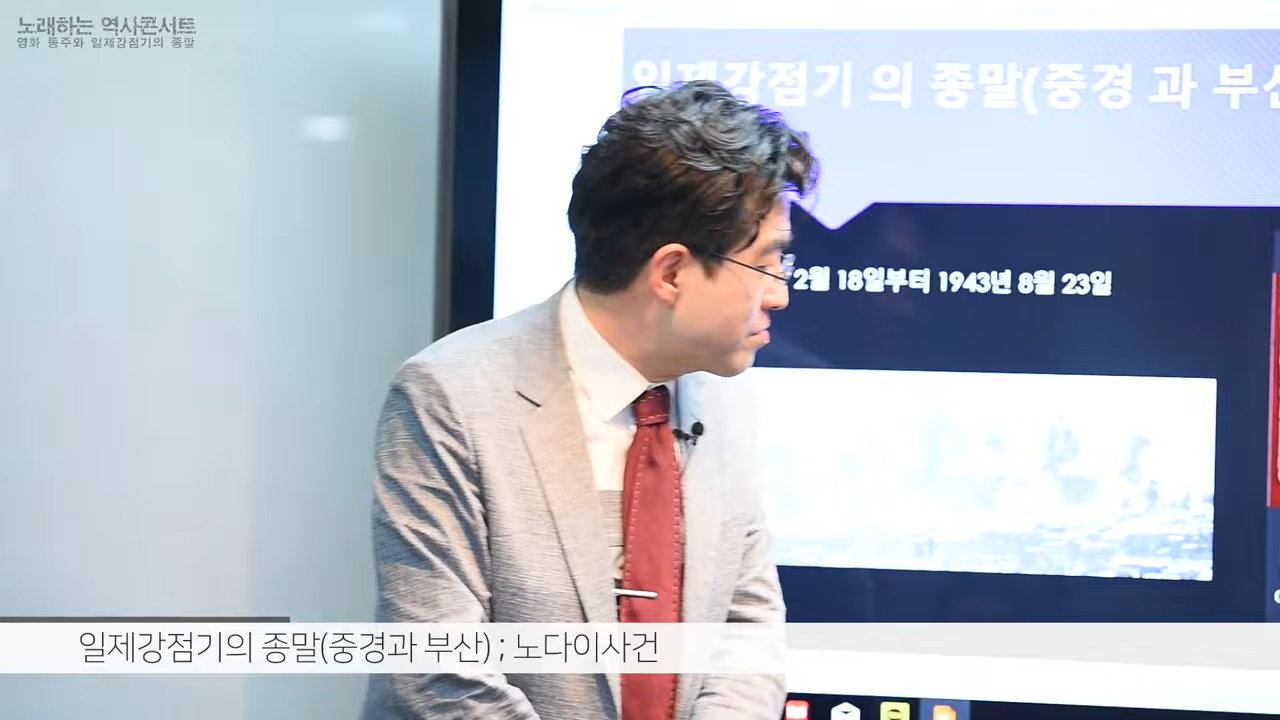 노래하는 역사콘서트
영화 동주와 일제강점기의 종말
일제강점기 의 종말(중경 과 부산
2월 18일부터 1943년 8월 23일
일제강점기의 종말(중경과 부산) ; 노다이사건